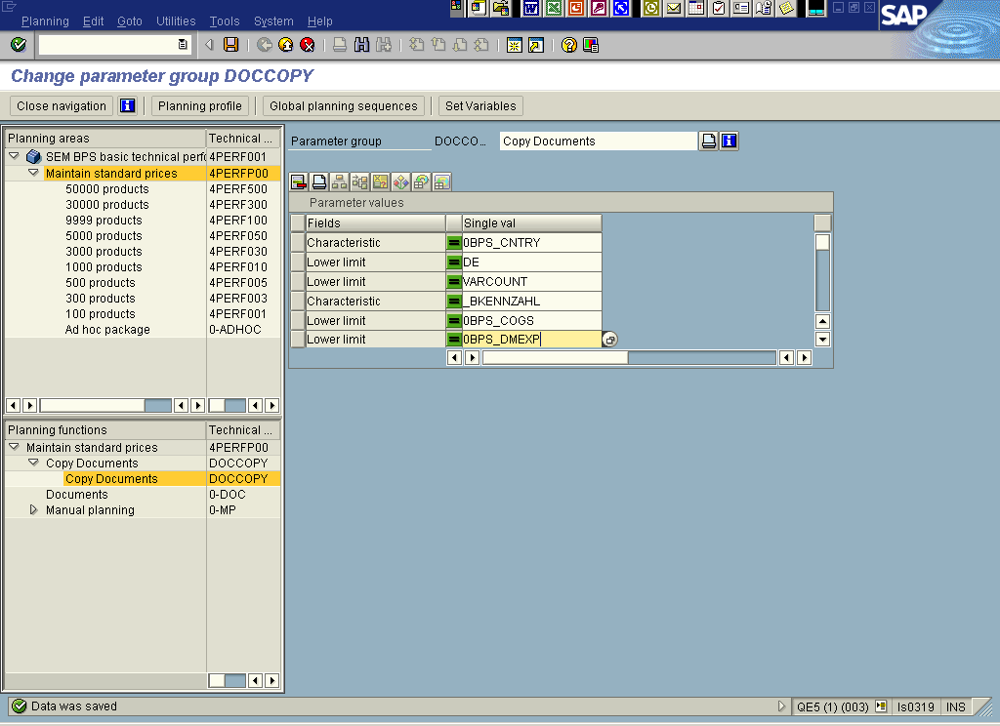 Planning Edit Goto Utilities Tools System Help
SAP
Change parameter group DOCCOPY
Close navigation Planning profile Global planning sequences Set Variables
Planning areas Technical ...
SEM BPS basic technical perfo 4PERF001
Maintain standard prices 4PERFP00
50000 products 4PERF500
30000 products 4PERF300
9999 products 4PERF100
5000 products 4PERF050
3000 products 4PERF030
1000 products 4PERF010
500 products 4PERF005
300 products 4PERF003
100 products 4PERF001
Ad hoc package 0-ADHOC
Parameter group DOCCO... Copy Documents
Parameter values
Fields Single val
Characteristic 0BPS_CNTRY
Lower limit DE
Lower limit VARCOUNT
Characteristic _BKENNZAHL
Lower limit 0BPS_COGS
Lower limit 0BPS_DMEXP
Planning functions Technical ...
Maintain standard prices 4PERFP00
Copy Documents DOCCOPY
Copy Documents DOCCOPY
Documents 0-DOC
Manual planning 0-MP
Data was saved QE5 (1) (003) ls0319 INS